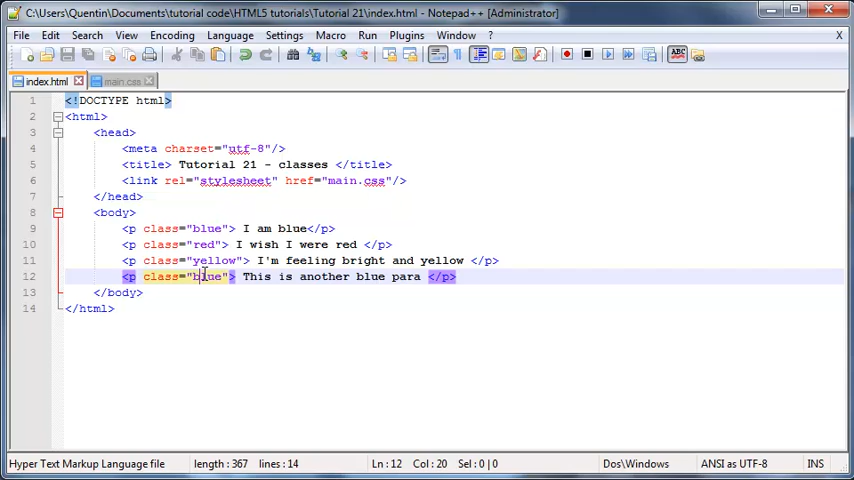 C:\Users\Quentin\Documents\tutorial code\HTML5 tutorials\Tutorial 21\index.html - Notepad++ [Administrator]
File Edit Search View Encoding Language Settings Macro Run Plugins Window ? X
ABC
index.html main.css
1 <!DOCTYPE html>
2 <html>
3 <head>
4 <meta charset="utf-8"/>
5 <title> Tutorial 21 - classes </title>
6 <link rel="stylesheet" href="main.css"/>
7 </head>
8 <body>
9 <p class="blue"> I am blue</p>
10 <p class="red"> I wish I were red </p>
11 <p class="yellow"> I'm feeling bright and yellow </p>
12 <p class="blue"> This is another blue para </p>
13 </body>
14 </html>
Hyper Text Markup Language file length : 367 lines : 14 Ln : 12 Col : 20 Sel : 0 | 0 Dos\Windows ANSI as UTF-8 INS